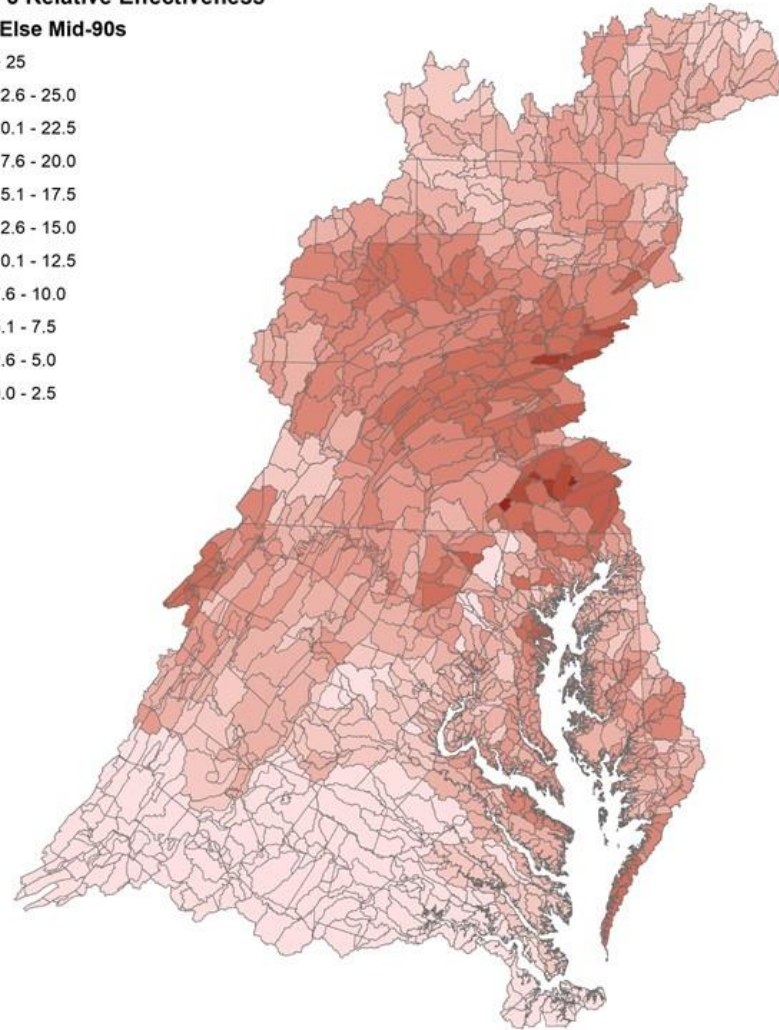 6 Relative Effectiveness
Else Mid-90s
25
2.6 - 25.0
0.1 - 22.5
7.6 - 20.0
5.1 - 17.5
2.6 - 15.0
0.1 - 12.5
.6 - 10.0
.1 - 7.5
.6 - 5.0
.0 - 2.5